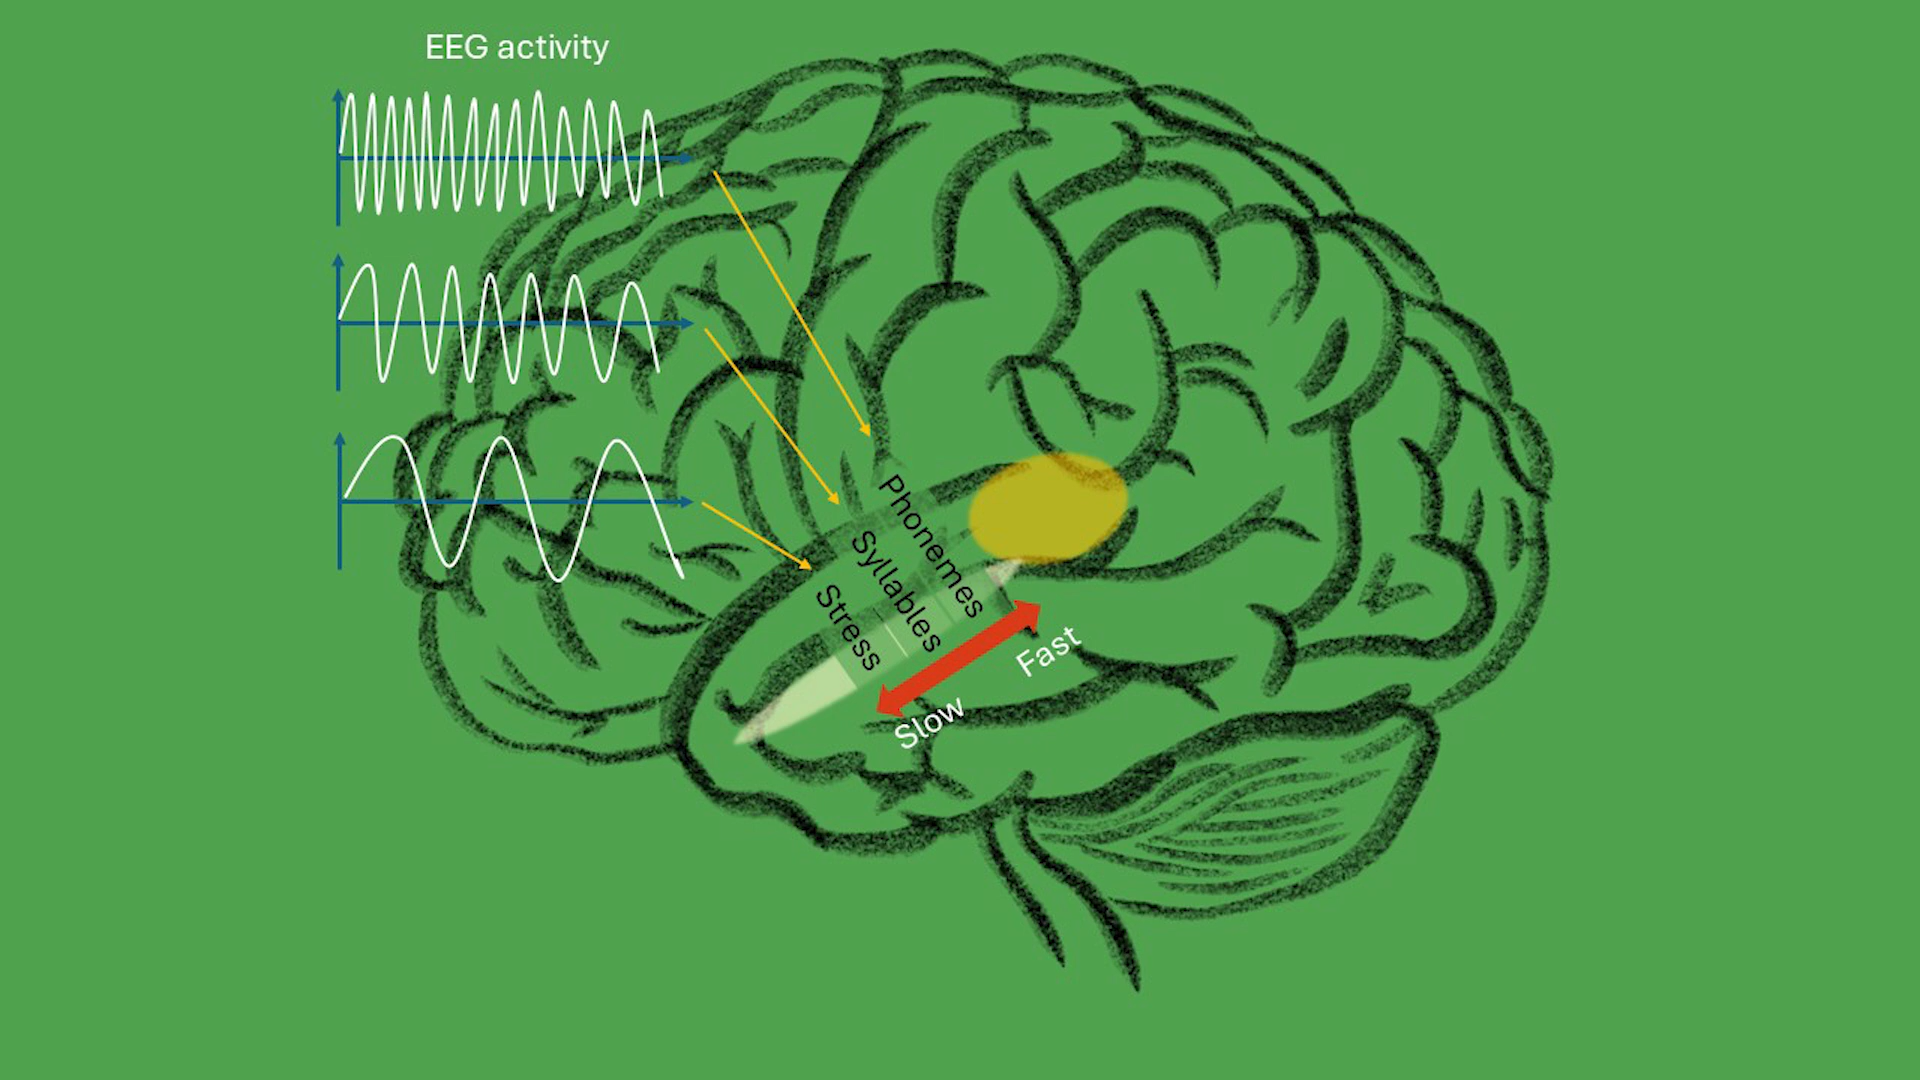 EEG activity
Phonemes
Syllables
Stress
Fast
Slow